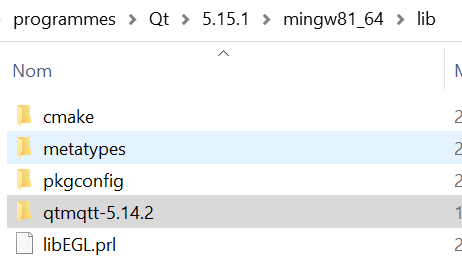 programmes > Qt > 5.15.1 > mingw81_64 > lib
Nom
cmake
metatypes
pkgconfig
qtmqtt-5.14.2
libEGL.prl